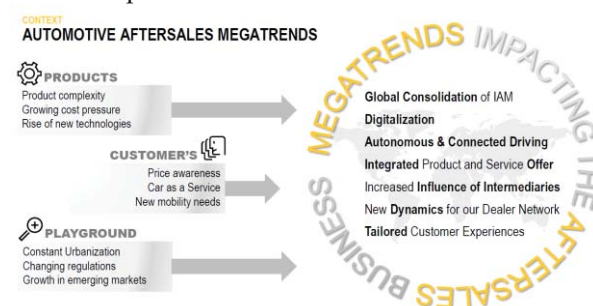 CONTEXT
AUTOMOTIVE AFTERSALES MEGATRENDS
PRODUCTS
Product complexity
Growing cost pressure
Rise of new technologies
CUSTOMER'S
Price awareness
Car as a Service
New mobility needs
PLAYGROUND
Constant Urbanization
Changing regulations
Growth in emerging markets
MEGATRENDS IMPACTING THE AFTERSALES BUSINESS
Global Consolidation of IAM
Digitalization
Autonomous & Connected Driving
Integrated Product and Service Offer
Increased Influence of Intermediaries
New Dynamics for our Dealer Network
Tailored Customer Experiences